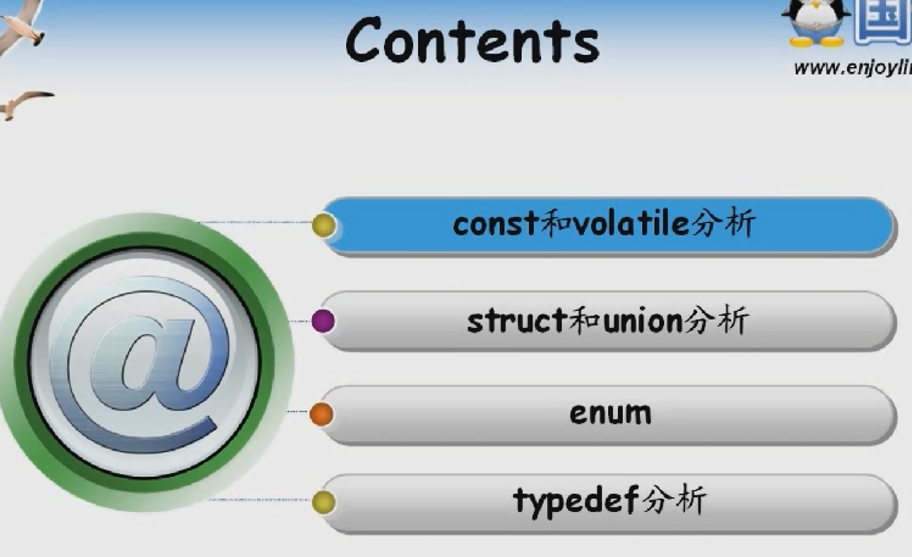 Contents
国
www.enjoylin
const和volatile分析
struct和union分析
enum
typedef分析